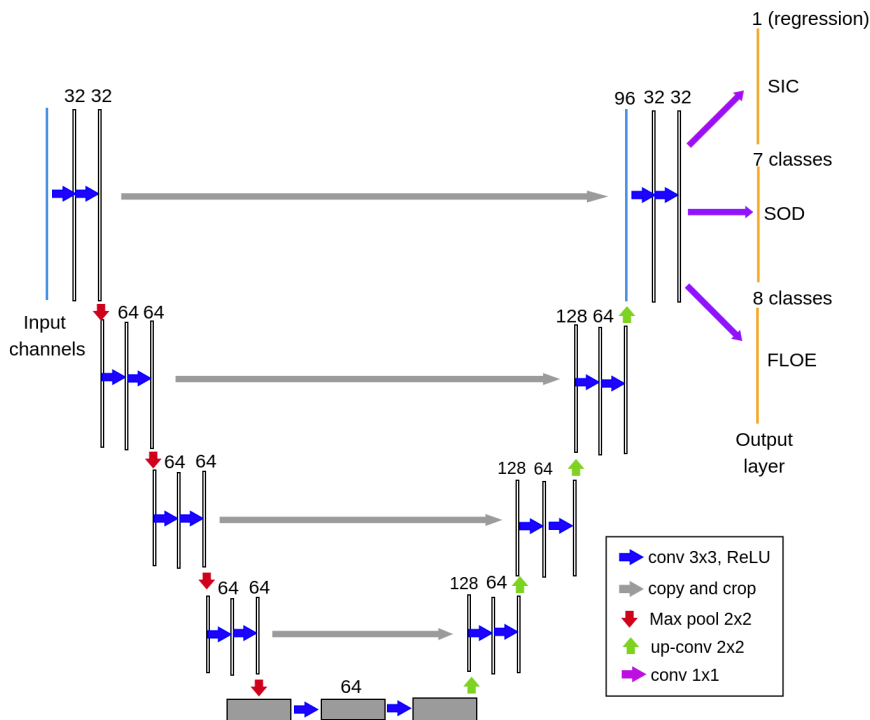 1 (regression)
SIC
32 32
96 32 32
7 classes
SOD
8 classes
Input
channels
64 64
128 64
FLOE
Output
layer
64 64
128 64
64 64
128 64
64
conv 3x3, ReLU
copy and crop
Max pool 2x2
up-conv 2x2
conv 1x1